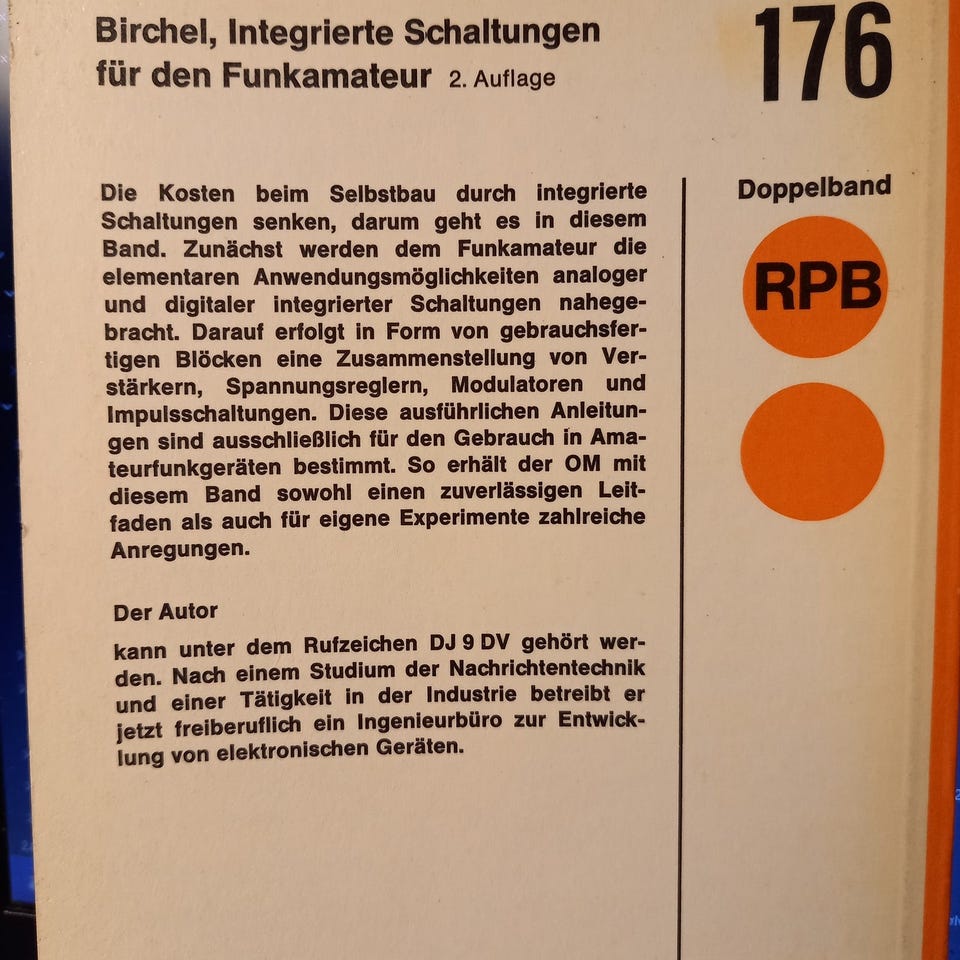 Birchel, Integrierte Schaltungen
für den Funkamateur 2. Auflage
176
Die Kosten beim Selbstbau durch integrierte
Schaltungen senken, darum geht es in diesem
Band. Zunächst werden dem Funkamateur die
elementaren Anwendungsmöglichkeiten analoger
und digitaler integrierter Schaltungen nahege-
bracht. Darauf erfolgt in Form von gebrauchsfer-
tigen Blöcken eine Zusammenstellung von Ver-
stärkern, Spannungsreglern, Modulatoren und
Impulsschaltungen. Diese ausführlichen Anleitun-
gen sind ausschließlich für den Gebrauch in Ama-
teurfunkgeräten bestimmt. So erhält der OM mit
diesem Band sowohl einen zuverlässigen Leit-
faden als auch für eigene Experimente zahlreiche
Anregungen.
Der Autor
kann unter dem Rufzeichen DJ 9 DV gehört wer-
den. Nach einem Studium der Nachrichtentechnik
und einer Tätigkeit in der Industrie betreibt er
jetzt freiberuflich ein Ingenieurbüro zur Entwick-
lung von elektronischen Geräten.
Doppelband
RPB